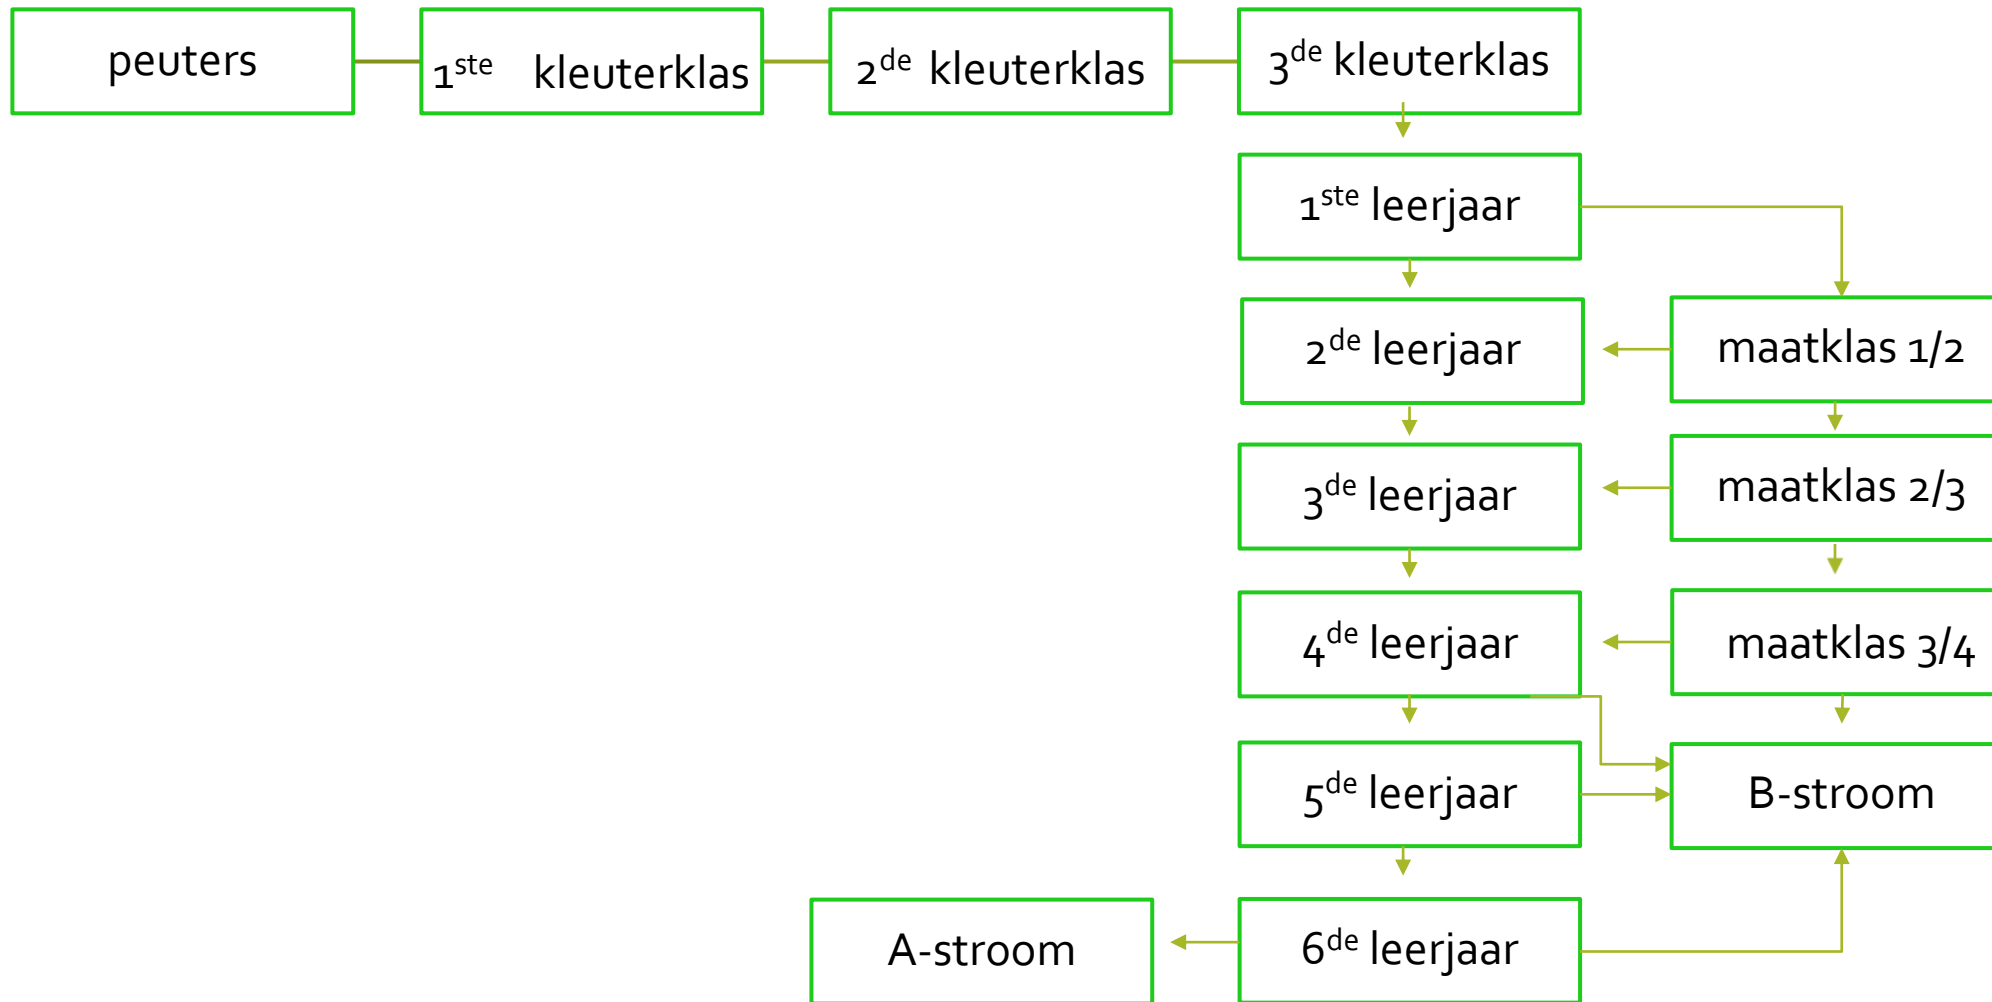 peuters
1ste kleuterklas
2de kleuterklas
3de kleuterklas
1ste leerjaar
2de leerjaar
maatklas 1/2
3de leerjaar
maatklas 2/3
4de leerjaar
maatklas 3/4
5de leerjaar
B-stroom
A-stroom
6de leerjaar